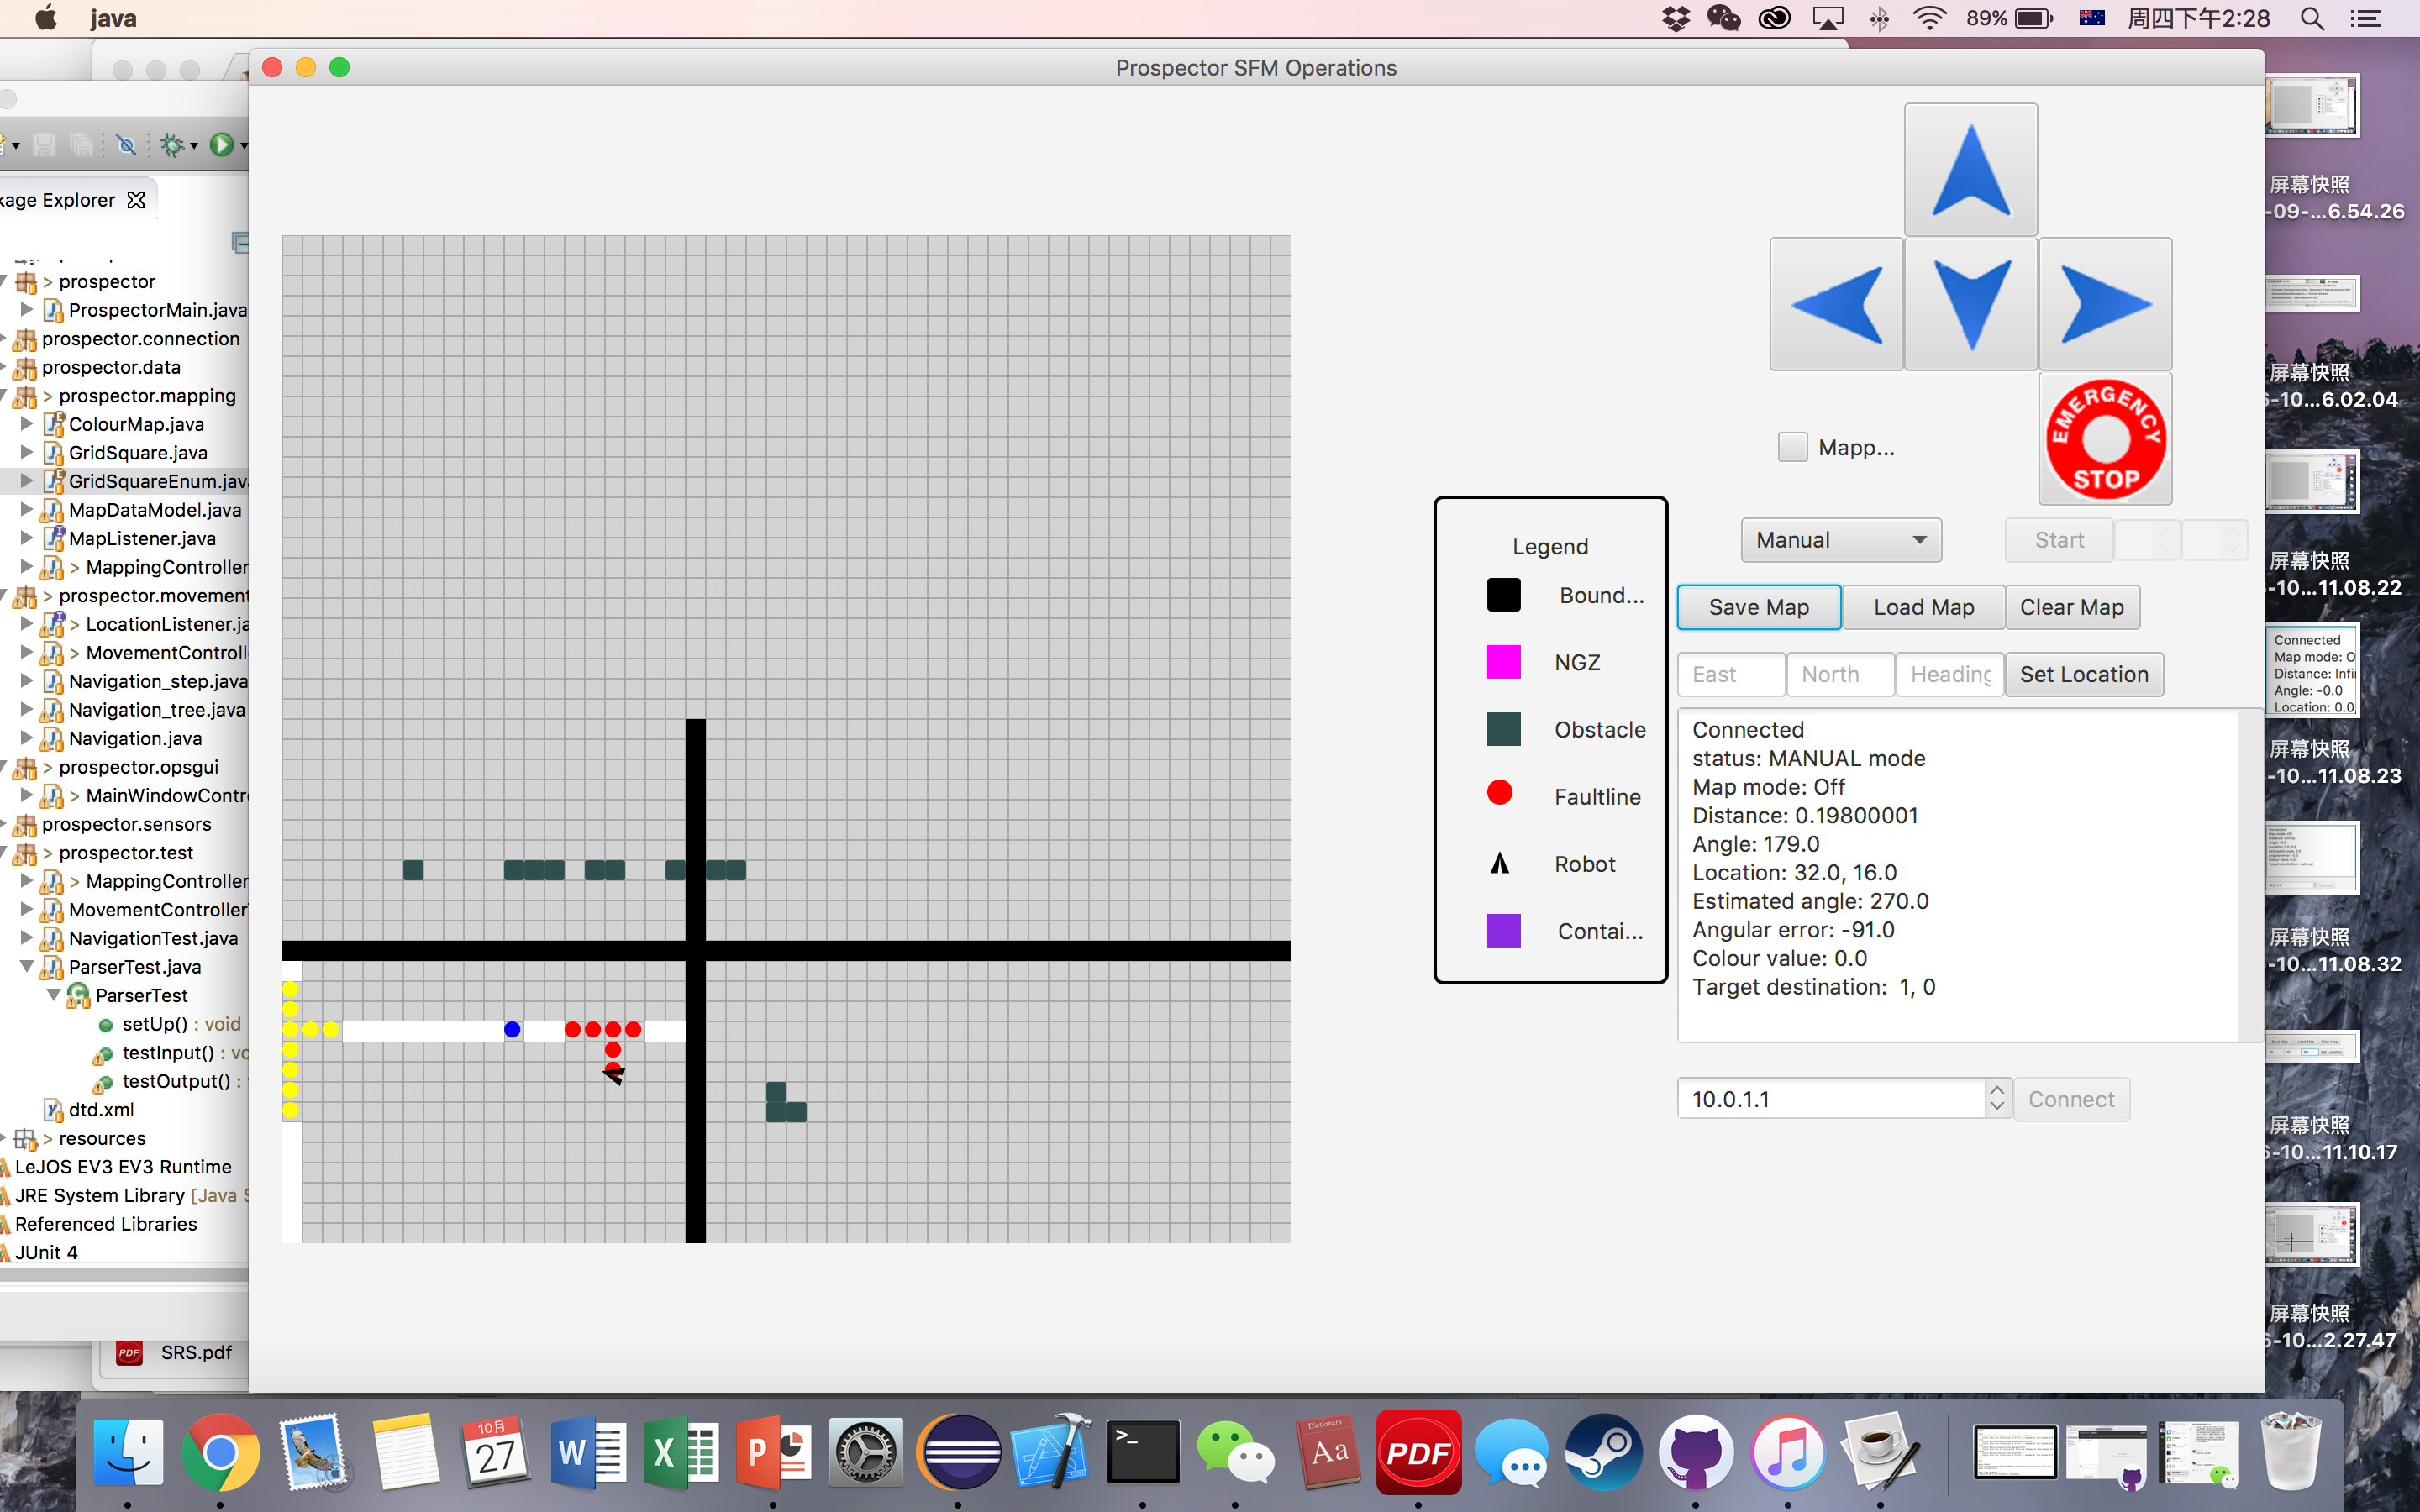 java
89%
周四下午2:28
Prospector SFM Operations
kage Explorer
> prospector
ProspectorMain.java
prospector.connection
prospector.data
> prospector.mapping
ColourMap.java
GridSquare.java
GridSquareEnum.jav
MapDataModel.java
MapListener.java
> MappingController
> prospector.movement
> LocationListener.ja
> MovementControll
Navigation_step.java
Navigation_tree.java
Navigation.java
> prospector.opsgui
> MainWindowContr
prospector.sensors
> prospector.test
> MappingController
MovementController
NavigationTest.java
ParserTest.java
ParserTest
setUp() : void
testInput() : vo
testOutput() :
dtd.xml
> resources
LeJOS EV3 EV3 Runtime
JRE System Library [Java S
Referenced Libraries
JUnit 4
PDF SRS.pdf
Legend
Bound...
NGZ
Obstacle
Faultline
Robot
Contai...
EMERGENCY
STOP
Mapp...
Manual
Start
Save Map
Load Map
Clear Map
East
North
Heading
Set Location
Connected
status: MANUAL mode
Map mode: Off
Distance: 0.19800001
Angle: 179.0
Location: 32.0, 16.0
Estimated angle: 270.0
Angular error: -91.0
Colour value: 0.0
Target destination:  1, 0
10.0.1.1
Connect
屏幕快照
-09-...6.54.26
屏幕快照
-10...6.02.04
屏幕快照
-10...11.08.22
Connected
Map mode: O
Distance: Infi
Angle: -0.0
Location: 0.0,
屏幕快照
-10...11.08.23
屏幕快照
-10...11.08.32
屏幕快照
6-10...11.10.17
屏幕快照
6-10...2.27.47
10月
27
W
X
P
>_
Dictionary
Aa
PDF